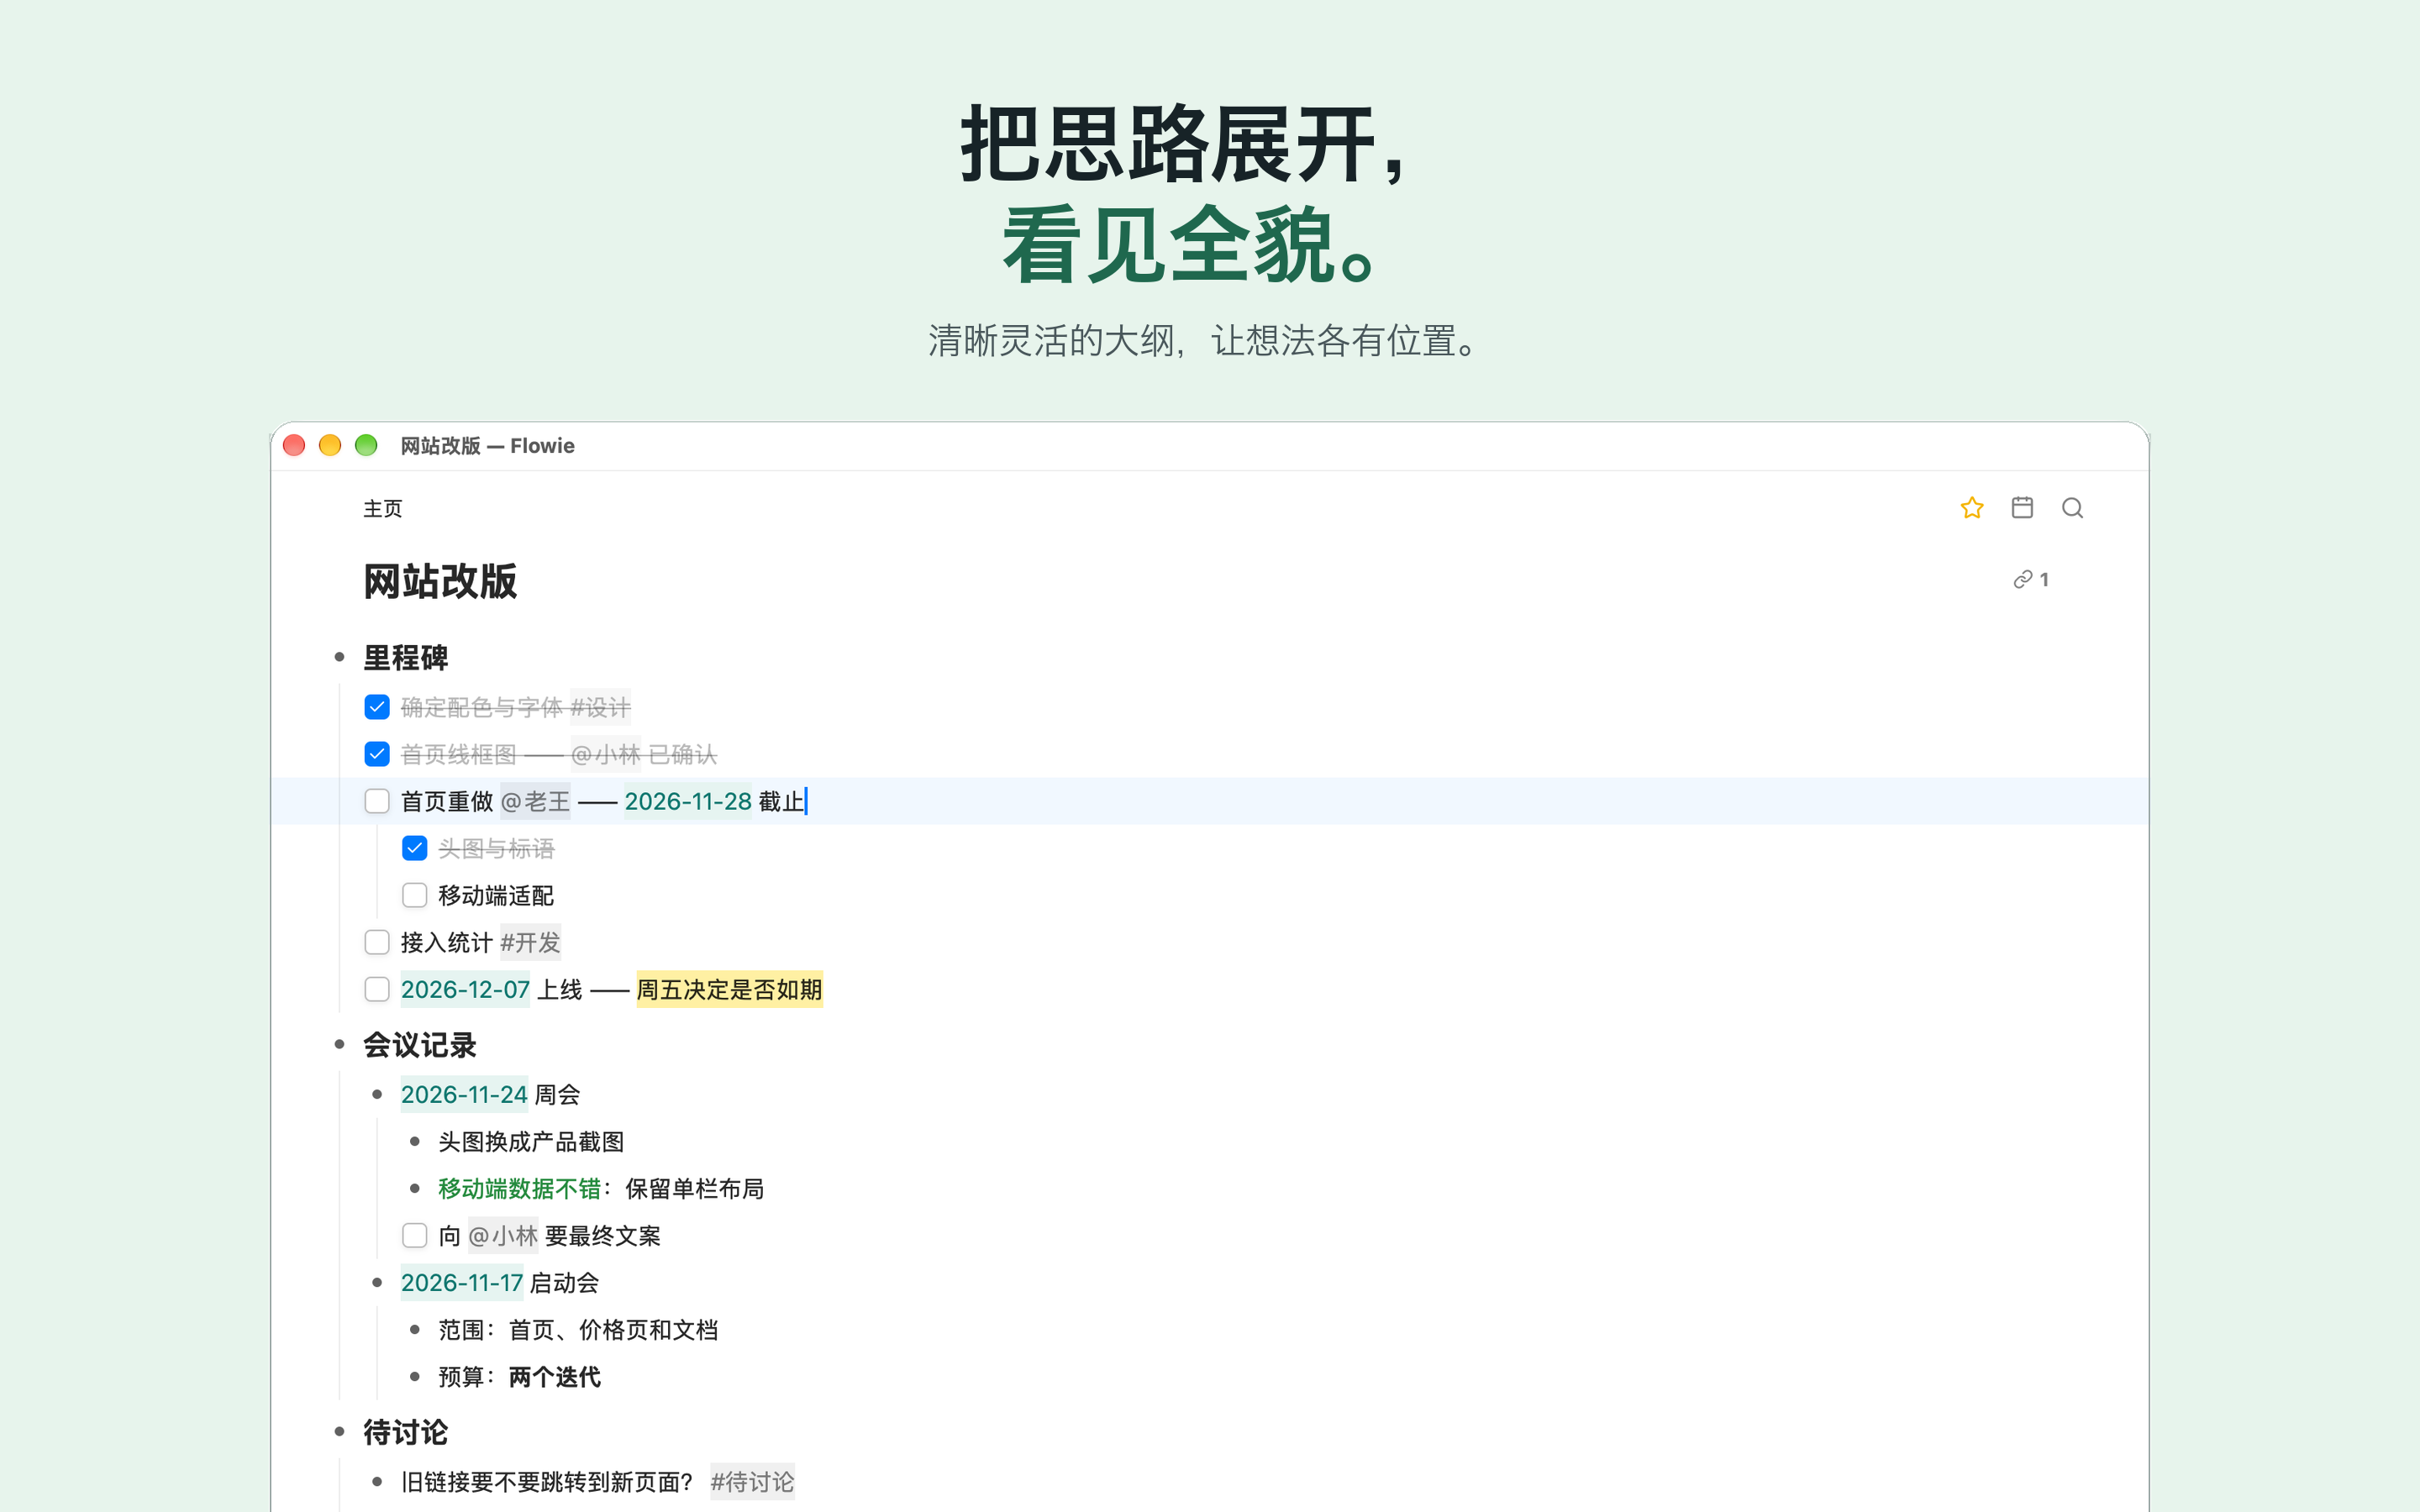 把思路展开，
看见全貌。
清晰灵活的大纲，让想法各有位置。
网站改版 — Flowie
主页
网站改版
1
里程碑
确定配色与字体 #设计
首页线框图 —— @小林 已确认
首页重做 @老王 —— 2026-11-28 截止
头图与标语
移动端适配
接入统计 #开发
2026-12-07 上线 —— 周五决定是否如期
会议记录
2026-11-24 周会
头图换成产品截图
移动端数据不错：保留单栏布局
向 @小林 要最终文案
2026-11-17 启动会
范围：首页、价格页和文档
预算：两个迭代
待讨论
旧链接要不要跳转到新页面？ #待讨论